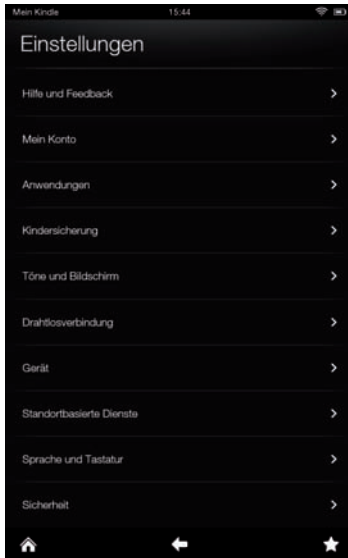 Mein Kindle 15:44
Einstellungen
Hilfe und Feedback
Mein Konto
Anwendungen
Kindersicherung
Töne und Bildschirm
Drahtlosverbindung
Gerät
Standortbasierte Dienste
Sprache und Tastatur
Sicherheit